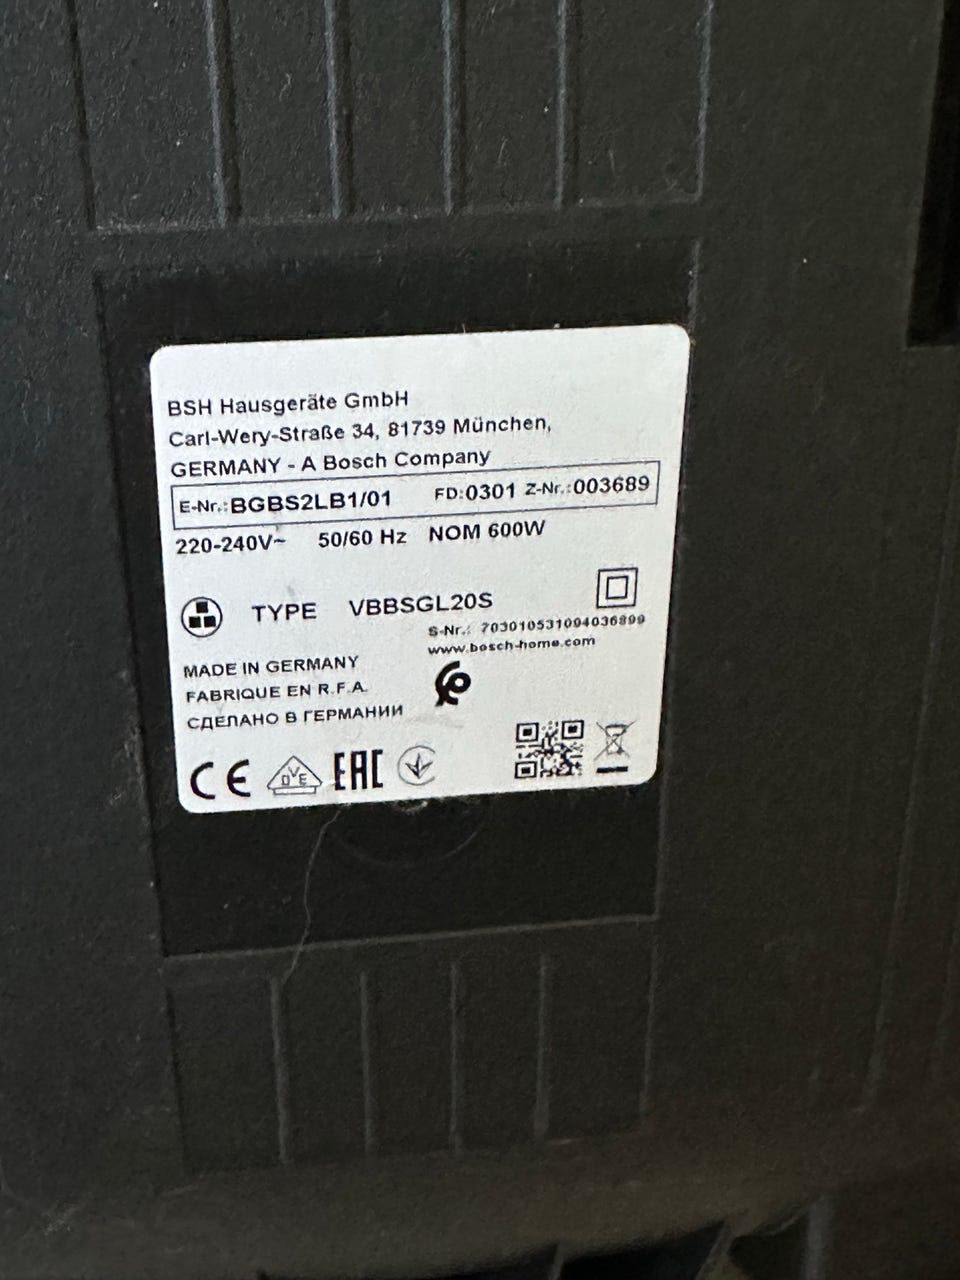 BSH Hausgeräte GmbH
Carl-Wery-Straße 34, 81739 München,
GERMANY - A Bosch Company
E-Nr.: BGBS2LB1/01 FD:0301 Z-Nr.:003689
220-240V~ 50/60 Hz NOM 600W
TYPE VBBSGL20S
S-Nr.: 703010531094036899
www.bosch-home.com
MADE IN GERMANY
FABRIQUE EN R.F.A.
СДЕЛАНО В ГЕРМАНИИ
CE DVE EAC